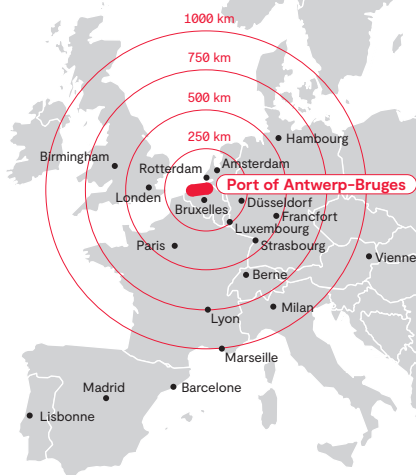 1000 km
750 km
500 km
250 km
Hambourg
Birmingham
Rotterdam
Amsterdam
Port of Antwerp-Bruges
London
Bruxelles
Düsseldorf
Francfort
Luxembourg
Paris
Strasbourg
Vienne
Berne
Milan
Lyon
Marseille
Madrid
Barcelone
Lisbonne